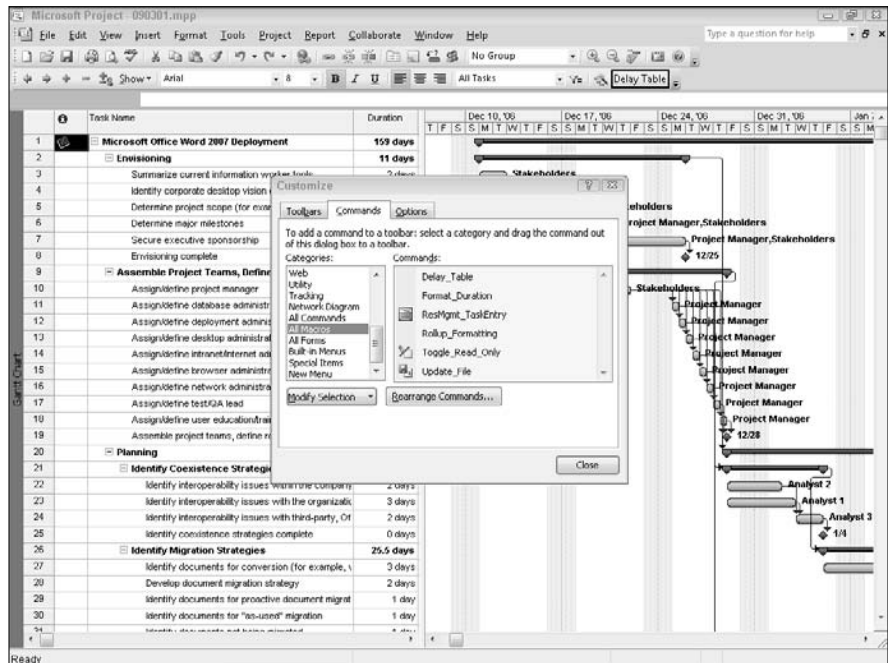 Microsoft Project - 090301.mpp
File Edit View Insert Format Tools Project Report Collaborate Window Help
Type a question for help
No Group
Show Arial 8 B I U All Tasks Delay Table
Task Name Duration
Dec 10, '06 Dec 17, '06 Dec 24, '06 Dec 31, '06 Jan
T F S S M T W T F S S M T W T F S S M T W T F S S M T W T F S S M
1 Microsoft Office Word 2007 Deployment 159 days
2 Envisioning 11 days
3 Summarize current information worker tools 2 days Stakeholders
4 Identify corporate desktop vision
5 Determine project scope (for exam eholders
6 Determine major milestones roject Manager,Stakeholders
7 Secure executive sponsorship Project Manager,Stakeholders
8 Envisioning complete 12/25
9 Assemble Project Teams, Define
10 Assign/define project manager Stakeholders
11 Assign/define database administr Project Manager
12 Assign/define deployment adminis Project Manager
13 Assign/define desktop administrat Project Manager
14 Assign/define intranet/Internet adm Project Manager
15 Assign/define browser administra Project Manager
16 Assign/define network administra Project Manager
17 Assign/define test/QA lead Project Manager
18 Assign/define user education/trai Project Manager
19 Assemble project teams, define r 12/28
20 Planning
21 Identify Coexistence Strategi
22 Identify interoperability issues within the company 2 days Analyst 2
23 Identify interoperability issues with the organizatic 3 days Analyst 1
24 Identify interoperability issues with third-party, Of 2 days Analyst 3
25 Identify coexistence strategies complete 0 days 1/4
26 Identify Migration Strategies 25.5 days
27 Identify documents for conversion (for example, v 3 days
28 Develop document migration strategy 2 days
29 Identify documents for proactive document migrat 1 day
30 Identify documents for "as-used" migration 1 day
31
Gantt Chart
Customize
Toolbars Commands Options
To add a command to a toolbar: select a category and drag the command out
of this dialog box to a toolbar.
Categories: Commands:
Web
Utility
Tracking
Network Diagram
All Commands
All Macros
All Forms
Built-in Menus
Special Items
New Menu
Delay_Table
Format_Duration
ResMgmt_TaskEntry
Rollup_Formatting
Toggle_Read_Only
Update_File
Modify Selection Rearrange Commands...
Close
Ready